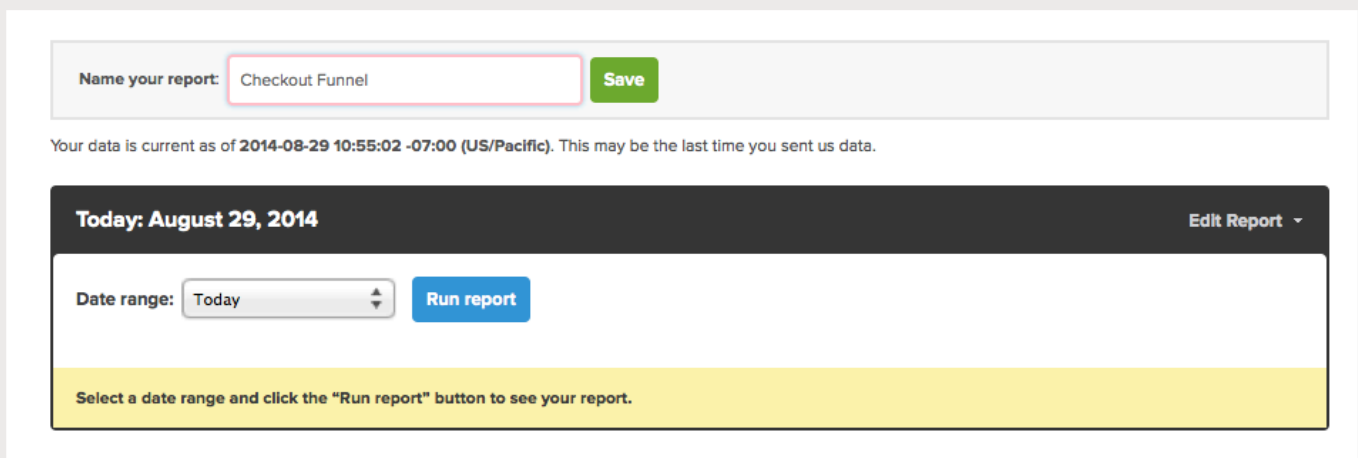 Name your report: Checkout Funnel Save
Your data is current as of 2014-08-29 10:55:02 -07:00 (US/Pacific). This may be the last time you sent us data.
Today: August 29, 2014 Edit Report
Date range: Today Run report
Select a date range and click the “Run report” button to see your report.